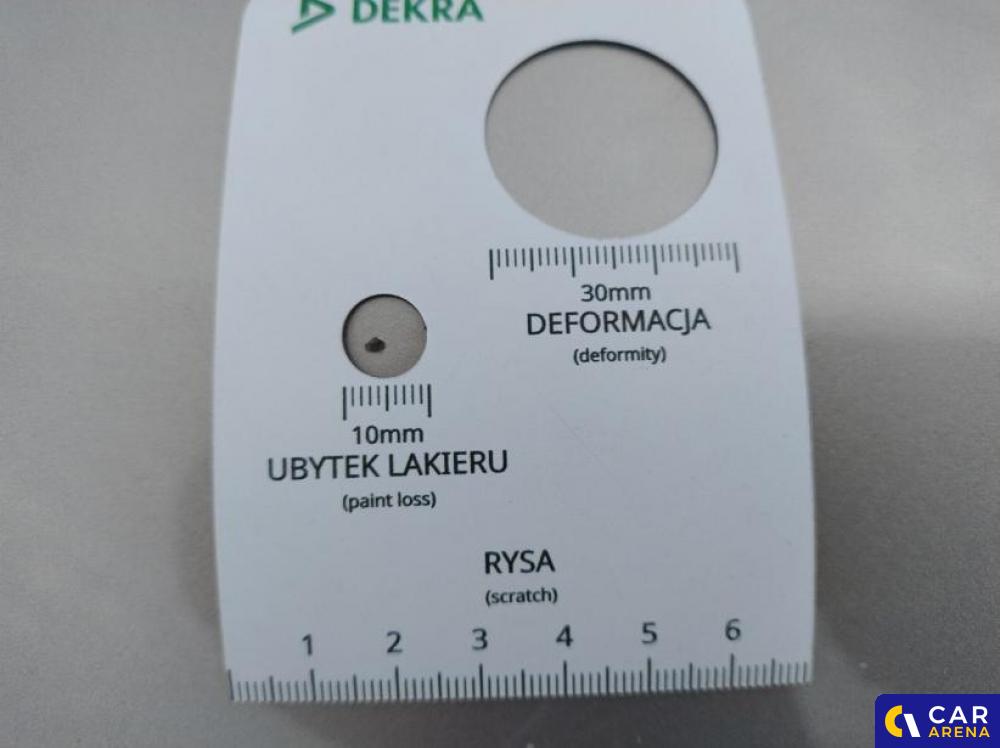 DEKRA
30mm
DEFORMACJA
(deformity)
10mm
UBYTEK LAKIERU
(paint loss)
RYSA
(scratch)
1 2 3 4 5 6
CAR
ARENA